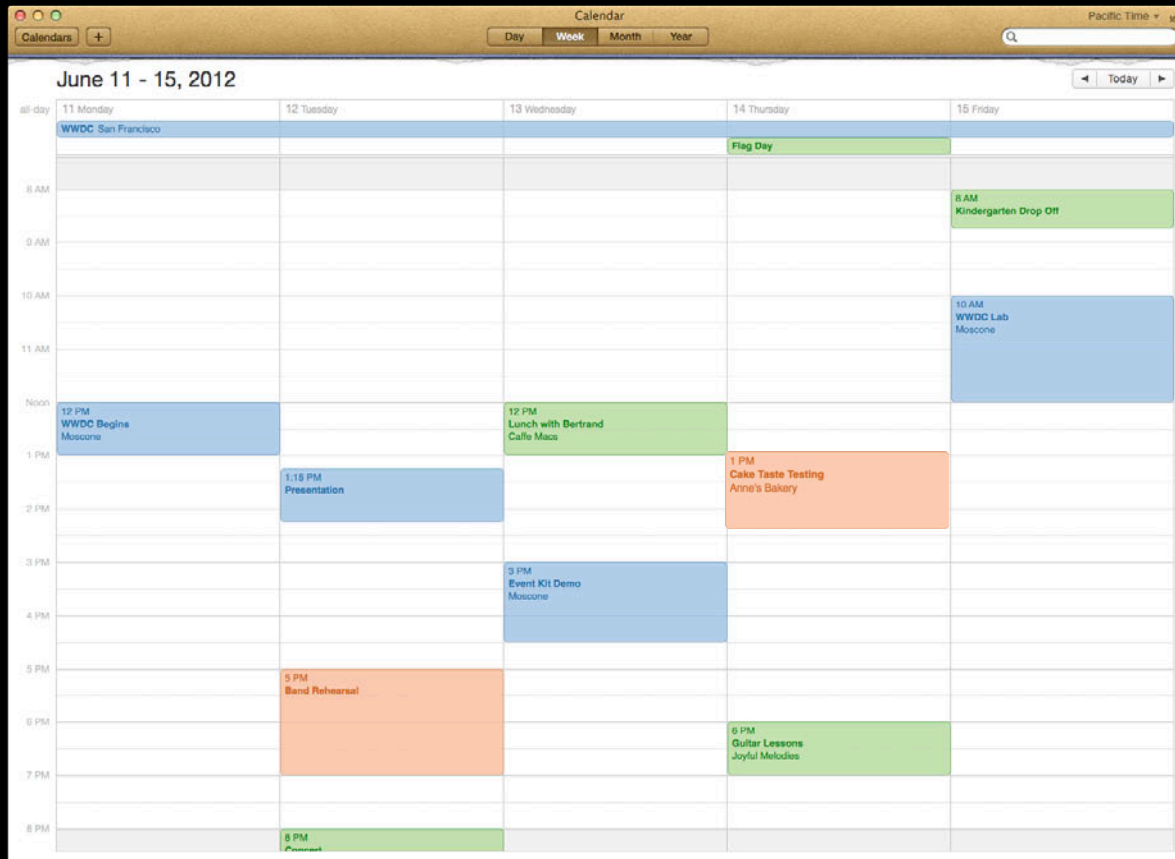 Calendar
Pacific Time
Calendars +
Day Week Month Year
June 11 - 15, 2012
Today
all-day 11 Monday 12 Tuesday 13 Wednesday 14 Thursday 15 Friday
WWDC San Francisco
Flag Day
8 AM
8 AM
Kindergarten Drop Off
9 AM
10 AM
10 AM
WWDC Lab
Moscone
11 AM
Noon
12 PM
WWDC Begins
Moscone
12 PM
Lunch with Bertrand
Caffe Macs
1 PM
1 PM
Cake Taste Testing
Anne's Bakery
1:15 PM
Presentation
2 PM
3 PM
3 PM
Event Kit Demo
Moscone
4 PM
5 PM
5 PM
Band Rehearsal
6 PM
6 PM
Guitar Lessons
Joyful Melodies
7 PM
8 PM
8 PM
Concert